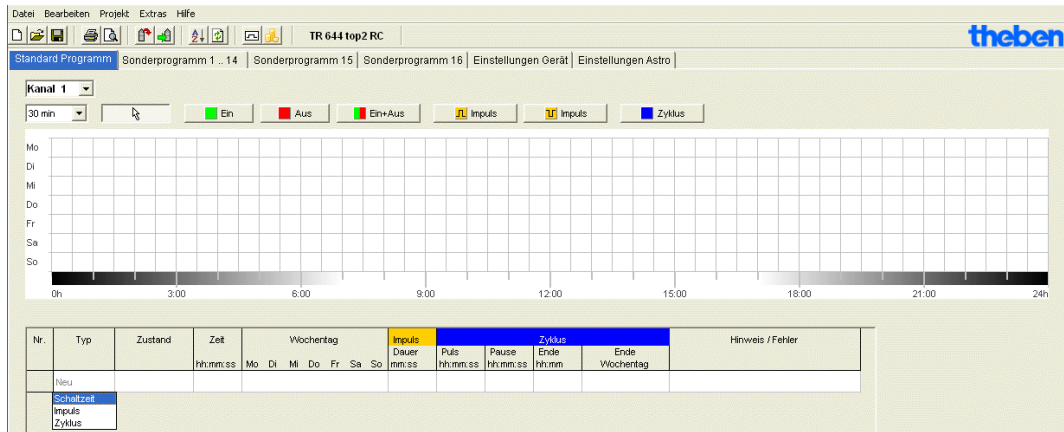 Datei Bearbeiten Projekt Extras Hilfe
TR 644 top2 RC
theben
Standard Programm Sonderprogramm 1 .. 14 Sonderprogramm 15 Sonderprogramm 16 Einstellungen Gerät Einstellungen Astro
Kanal 1
30 min Ein Aus Ein+Aus Impuls Impuls Zyklus
Mo
Di
Mi
Do
Fr
Sa
So
0h 3:00 6:00 9:00 12:00 15:00 18:00 21:00 24h
Nr. Typ Zustand Zeit Wochentag Impuls Zyklus Hinweis / Fehler
Dauer Puls Pause Ende Ende
hh:mm:ss Mo Di Mi Do Fr Sa So mm:ss hh:mm:ss hh:mm:ss hh:mm Wochentag
Neu
Schaltzeit
Impuls
Zyklus